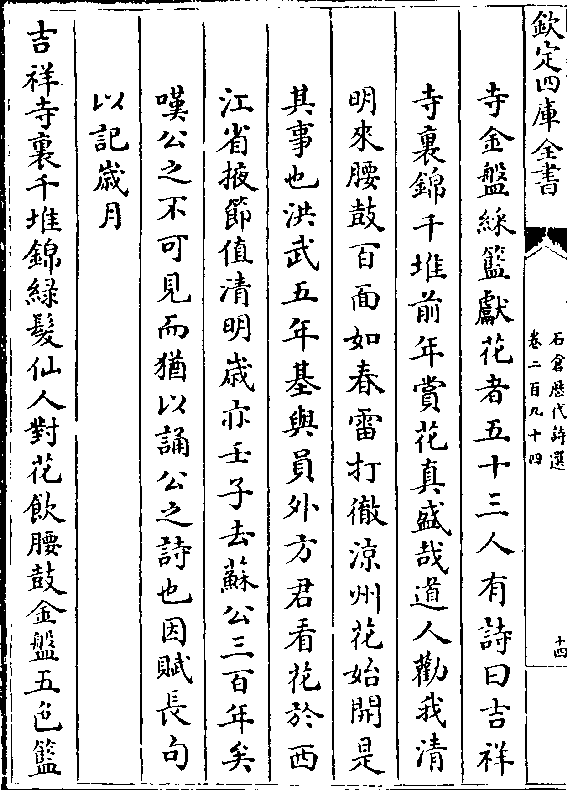 欽定四庫全書
石倉歷代詩選
卷二百九十四
十四
寺金盤綵籃獻花者五十三人有詩曰吉祥
寺裏錦千堆前年賞花真盛哉道人勸我清
明來腰鼓百面如春雷打徹涼州花始開是
其事也洪武五年基與員外方君看花於西
江省掖節值清明歲亦壬子去蘇公三百年矣
嘆公之不可見而猶以誦公之詩也因賦長句
以記歲月
吉祥寺裏千堆錦綠髮仙人對花飲腰鼓金盤五色籃